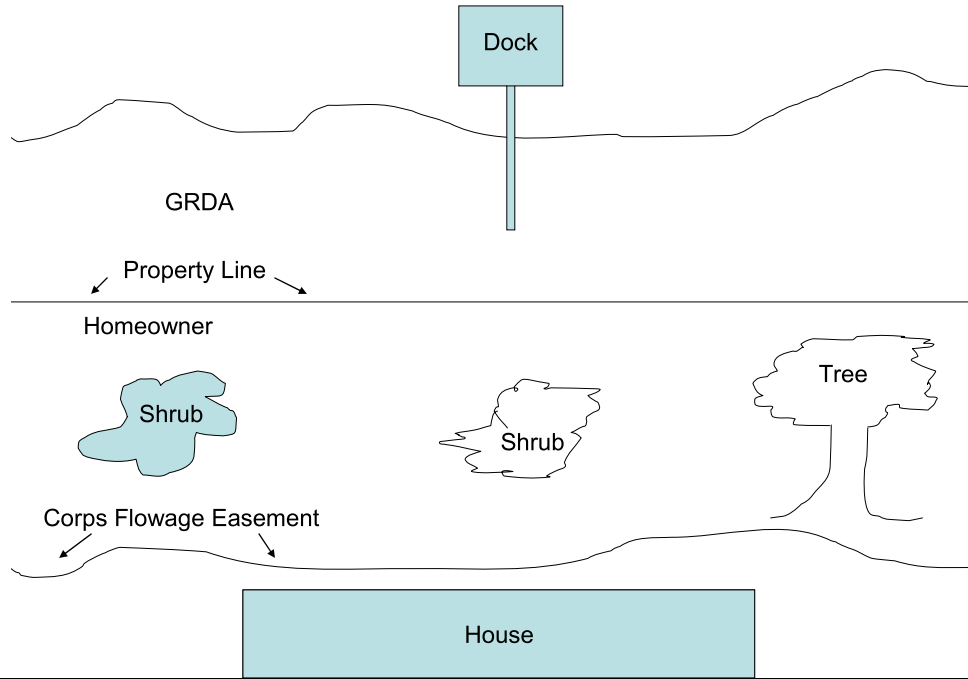 Dock
GRDA
Property Line
Homeowner
Tree
Shrub
Shrub
Corps Flowage Easement
House